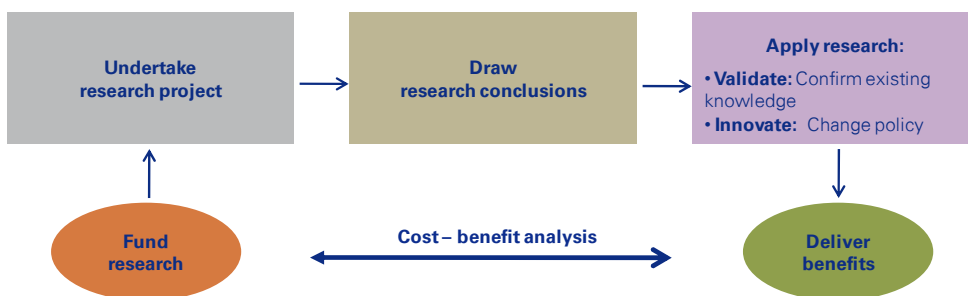 Undertake
research project
Draw
research conclusions
Apply research:
• Validate: Confirm existing
knowledge
• Innovate: Change policy
Fund
research
Cost – benefit analysis
Deliver
benefits